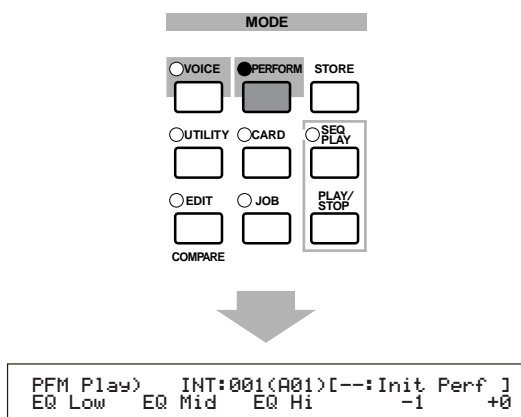 MODE
VOICE PERFORM STORE
UTILITY CARD SEQ PLAY
EDIT JOB PLAY/STOP
COMPARE
PFM Play) INT:001(A01)[--:Init Perf ]
EQ Low EQ Mid EQ Hi -1 +0